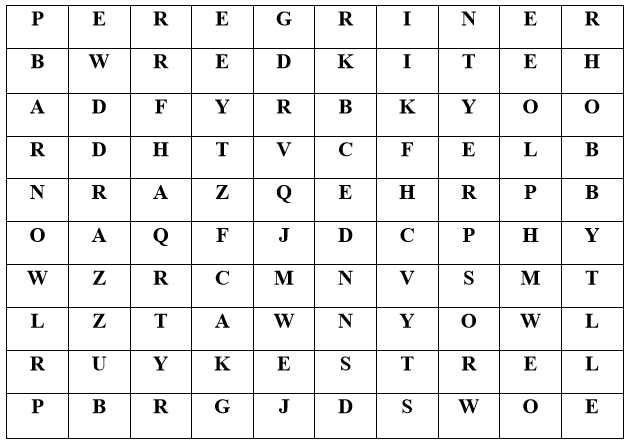 P E R E G R I N E R
B W R E D K I T E H
A D F Y R B K Y O O
R D H T V C F E L B
N R A Z Q E H R P B
O A Q F J D C P H Y
W Z R C M N V S M T
L Z T A W N Y O W L
R U Y K E S T R E L
P B R G J D S W O E